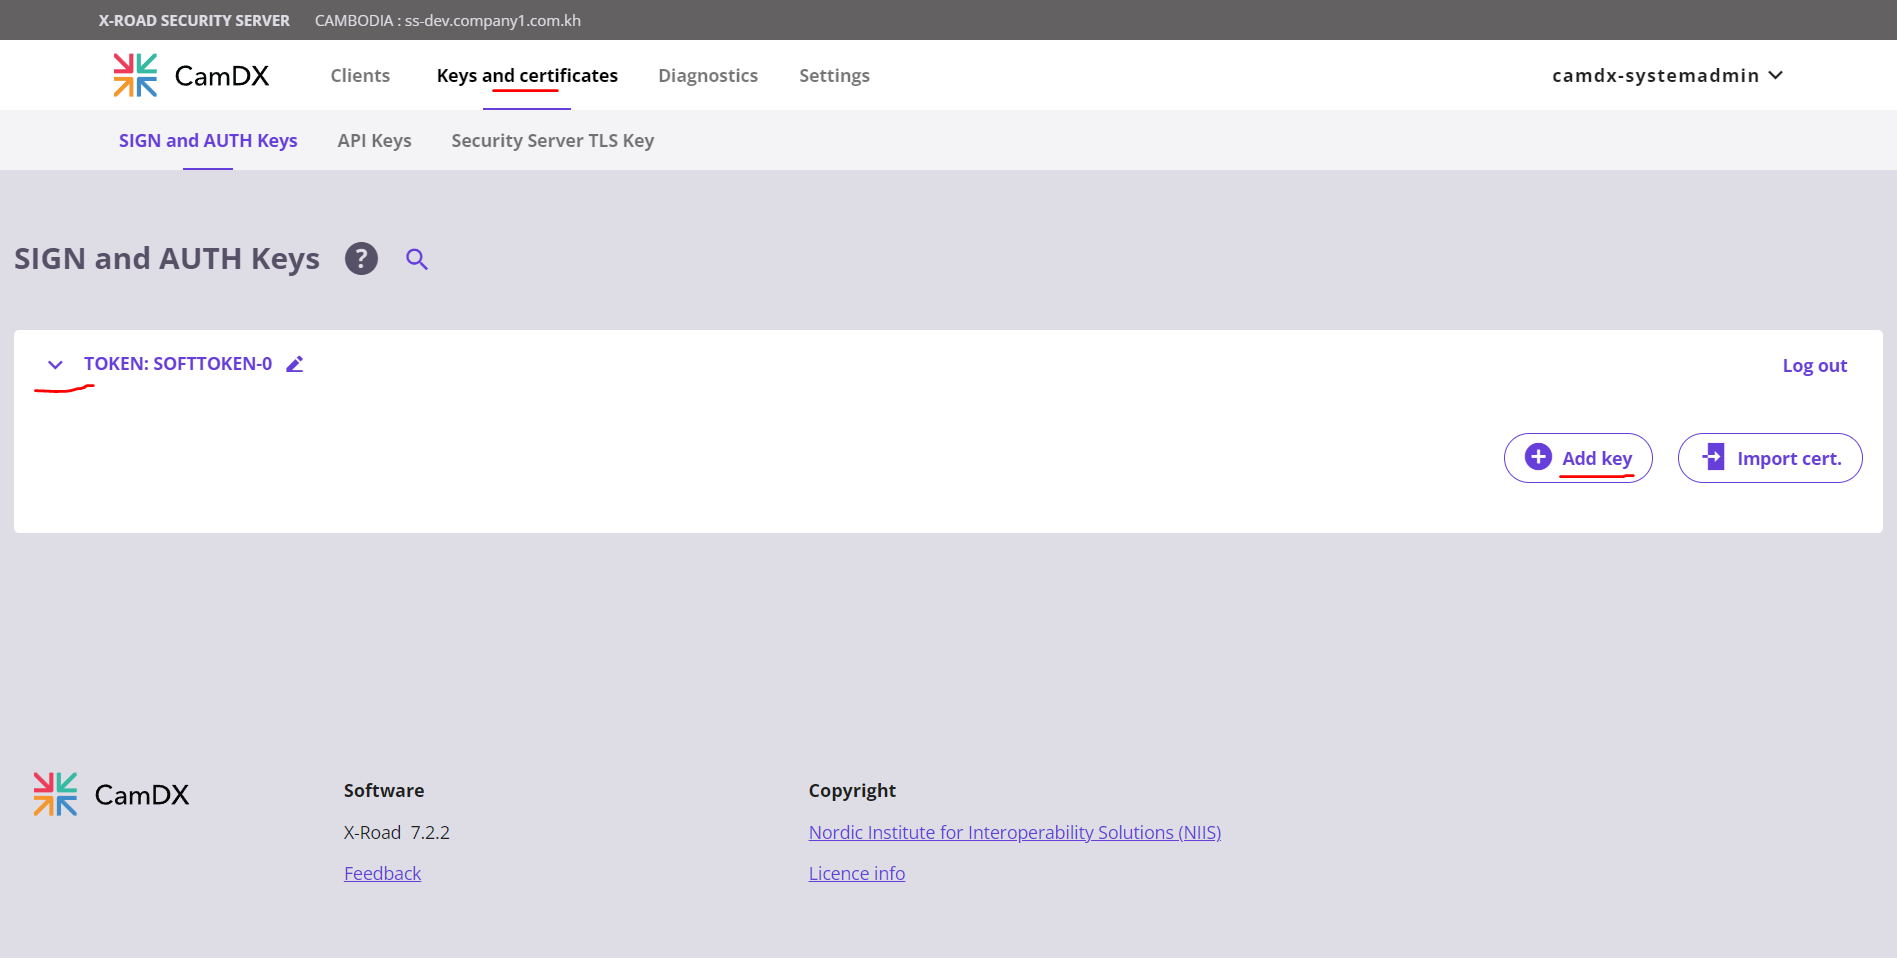 X-ROAD SECURITY SERVER CAMBODIA : ss-dev.company1.com.kh
CamDX Clients Keys and certificates Diagnostics Settings camdx-systemadmin
SIGN and AUTH Keys API Keys Security Server TLS Key
SIGN and AUTH Keys ?
TOKEN: SOFTTOKEN-0 Log out
Add key Import cert.
CamDX Software Copyright
X-Road 7.2.2 Nordic Institute for Interoperability Solutions (NIIS)
Feedback Licence info